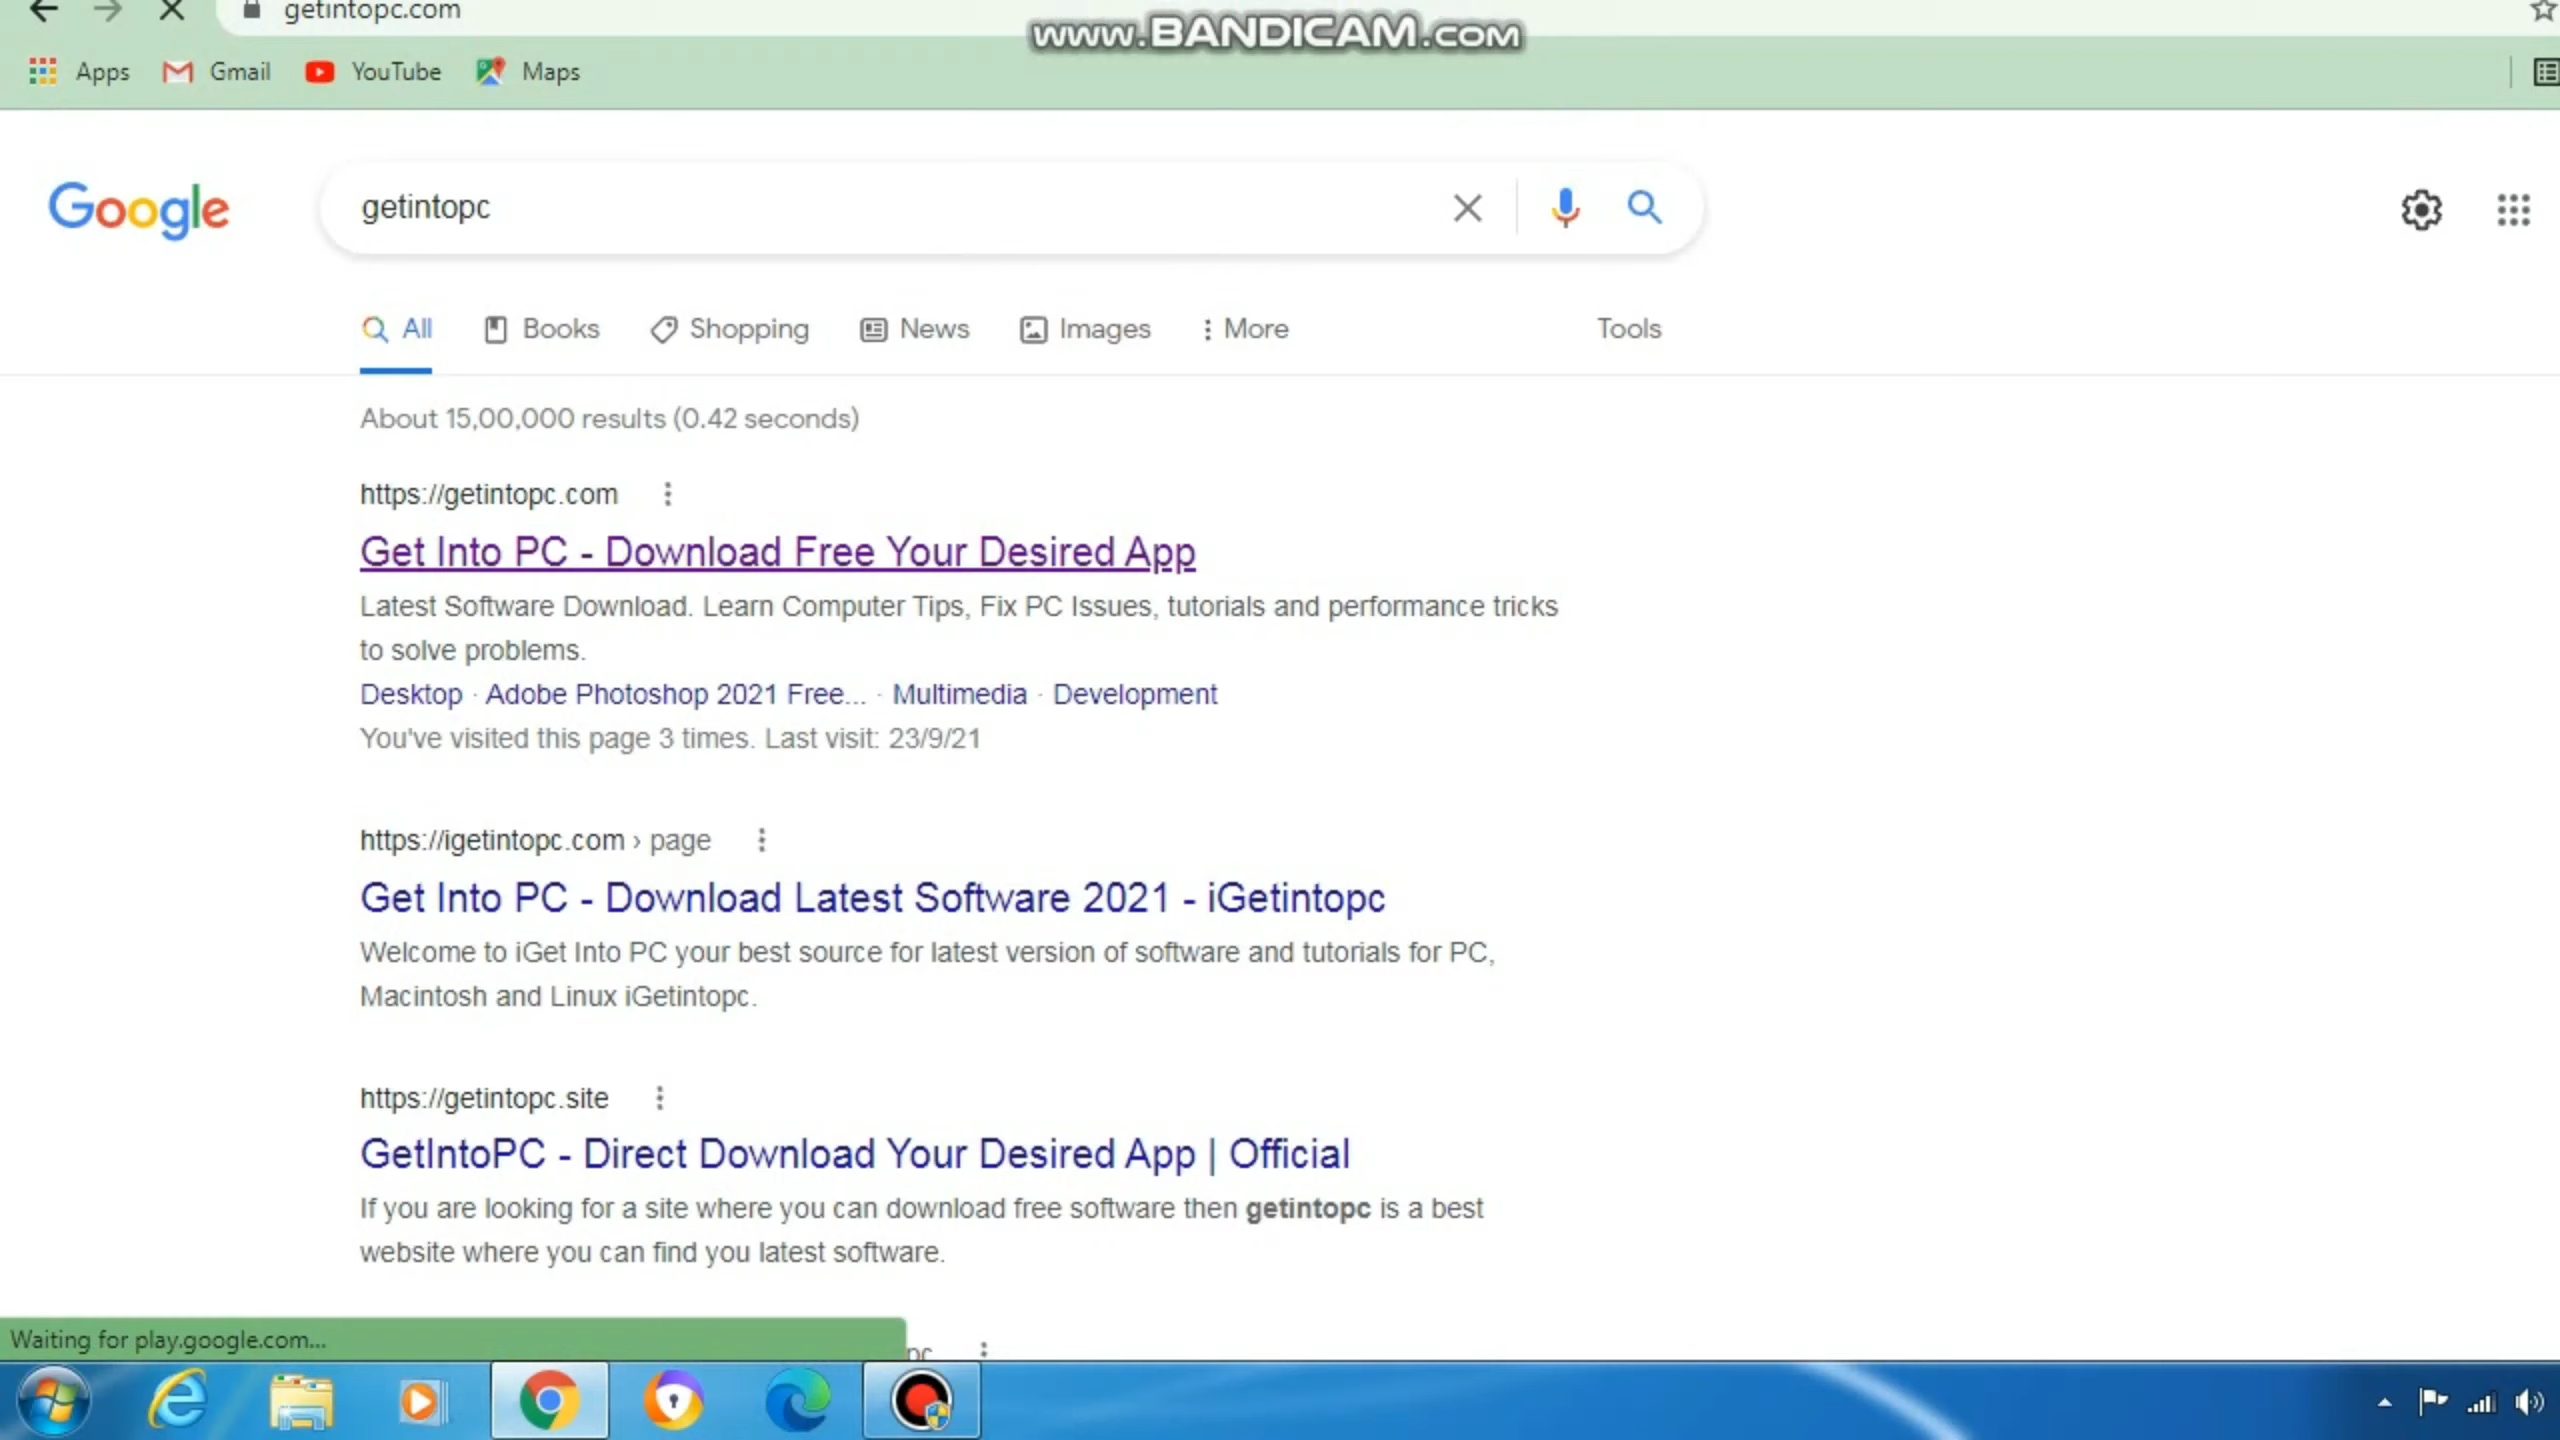 getintopc.com
www.BANDICAM.com
Apps Gmail YouTube Maps
Google
getintopc
All Books Shopping News Images More Tools
About 15,00,000 results (0.42 seconds)
https://getintopc.com
Get Into PC - Download Free Your Desired App
Latest Software Download. Learn Computer Tips, Fix PC Issues, tutorials and performance tricks
to solve problems.
Desktop · Adobe Photoshop 2021 Free... · Multimedia · Development
You've visited this page 3 times. Last visit: 23/9/21
https://igetintopc.com › page
Get Into PC - Download Latest Software 2021 - iGetintopc
Welcome to iGet Into PC your best source for latest version of software and tutorials for PC,
Macintosh and Linux iGetintopc.
https://getintopc.site
GetIntoPC - Direct Download Your Desired App | Official
If you are looking for a site where you can download free software then getintopc is a best
website where you can find you latest software.
Waiting for play.google.com...